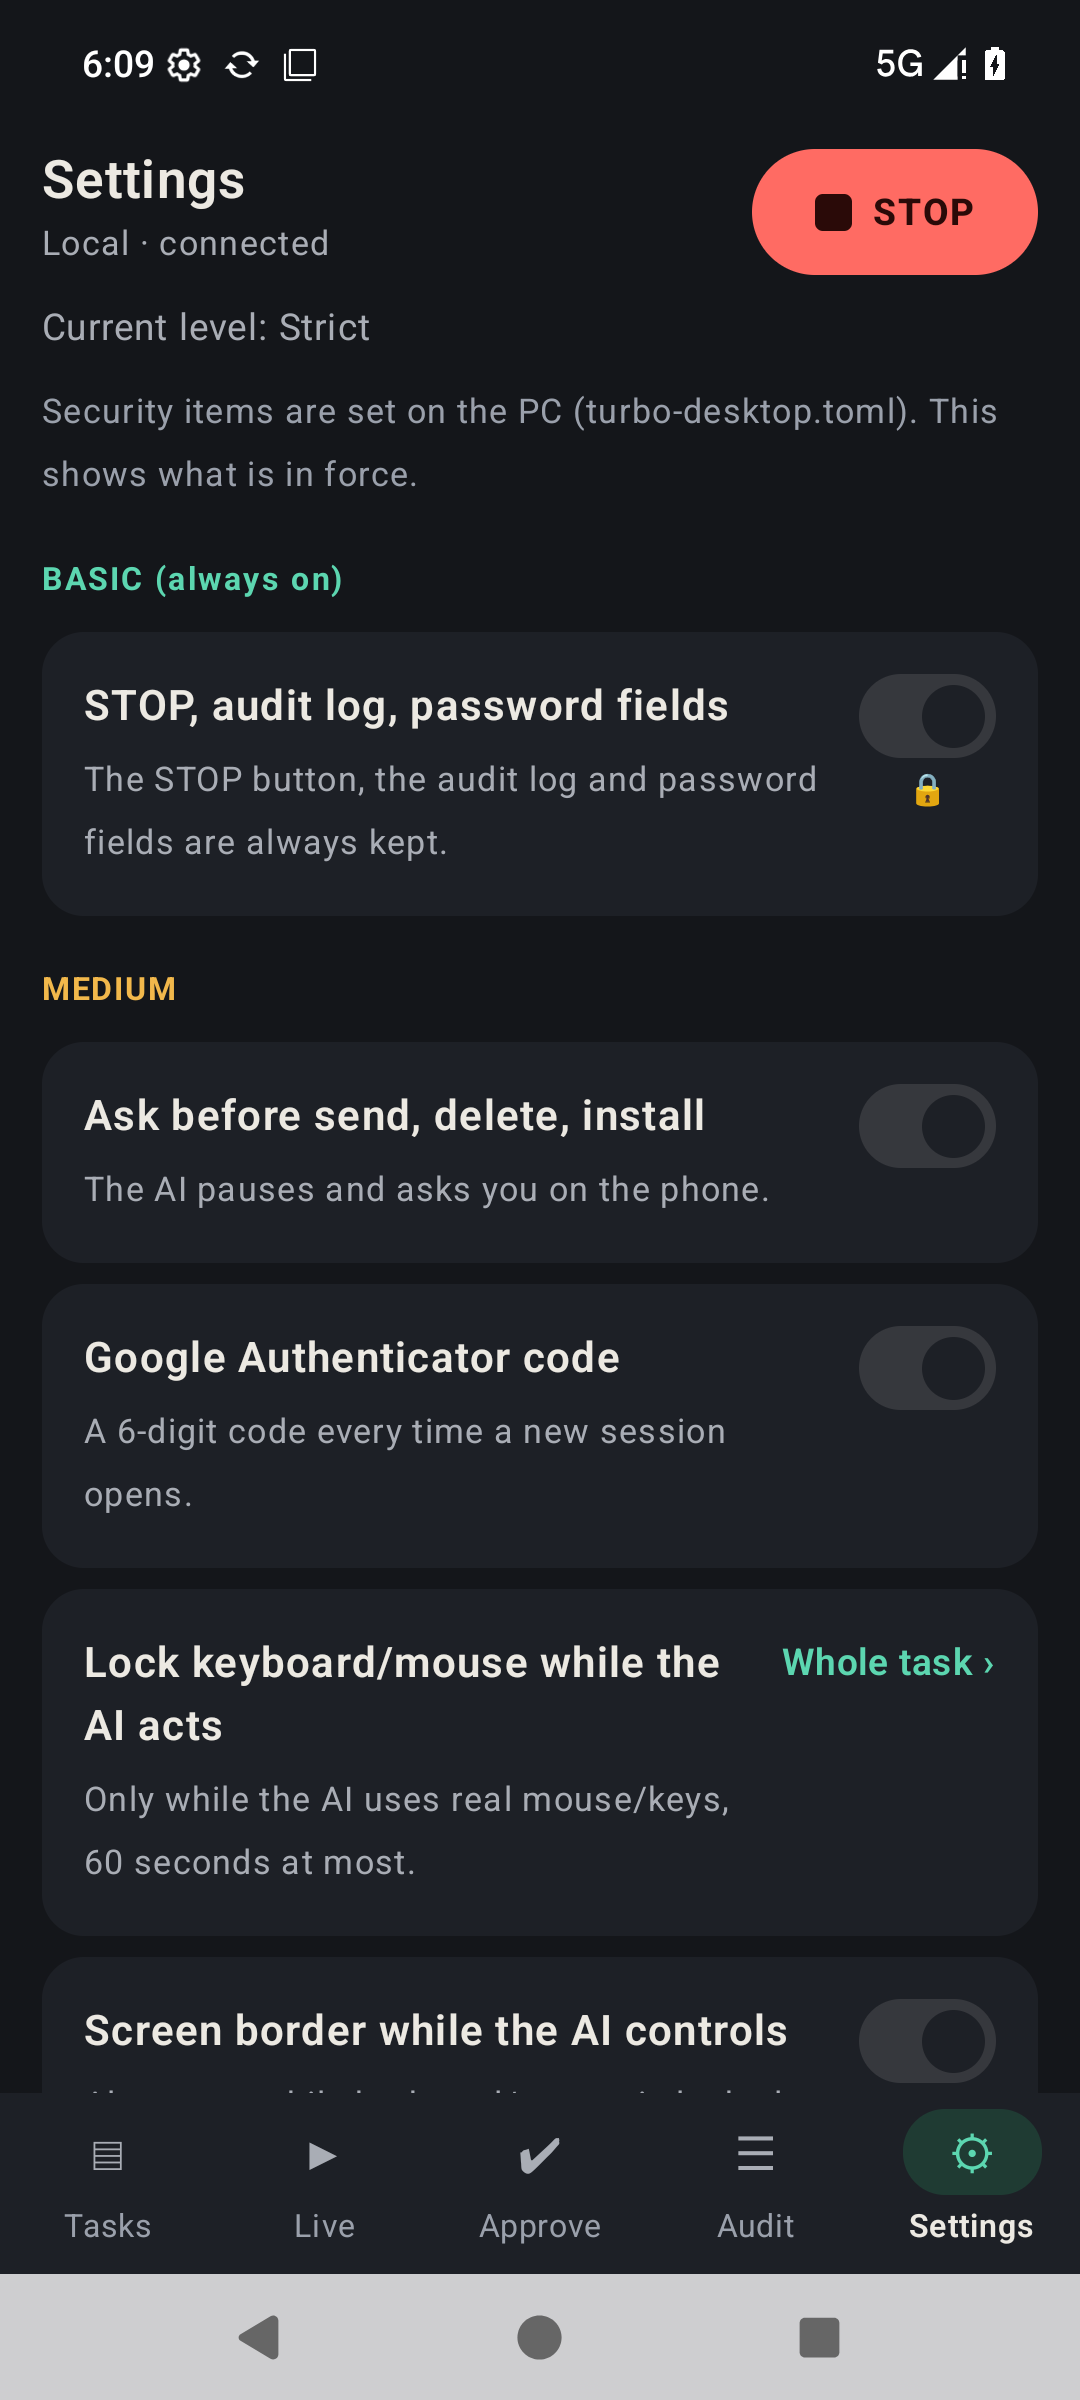 6:09
5G
Settings
STOP
Local · connected
Current level: Strict
Security items are set on the PC (turbo-desktop.toml). This
shows what is in force.
BASIC (always on)
STOP, audit log, password fields
The STOP button, the audit log and password
fields are always kept.
MEDIUM
Ask before send, delete, install
The AI pauses and asks you on the phone.
Google Authenticator code
A 6-digit code every time a new session
opens.
Lock keyboard/mouse while the
AI acts
Whole task ›
Only while the AI uses real mouse/keys,
60 seconds at most.
Screen border while the AI controls
Tasks
Live
Approve
Audit
Settings